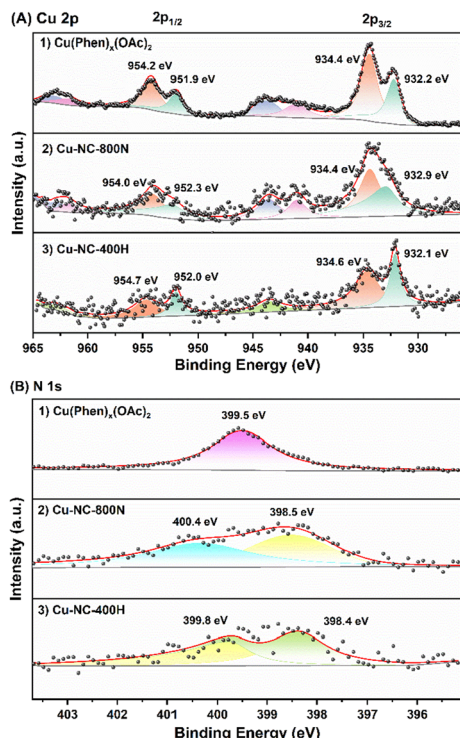 (A) Cu 2p
2p1/2
2p3/2
1) Cu(Phen)x(OAc)2
954.2 eV
951.9 eV
934.4 eV
932.2 eV
2) Cu-NC-800N
954.0 eV
952.3 eV
934.4 eV
932.9 eV
3) Cu-NC-400H
954.7 eV
952.0 eV
934.6 eV
932.1 eV
Intensity (a.u.)
965 960 955 950 945 940 935 930
Binding Energy (eV)
(B) N 1s
1) Cu(Phen)x(OAc)2
399.5 eV
2) Cu-NC-800N
400.4 eV
398.5 eV
3) Cu-NC-400H
399.8 eV
398.4 eV
Intensity (a.u.)
403 402 401 400 399 398 397 396
Binding Energy (eV)